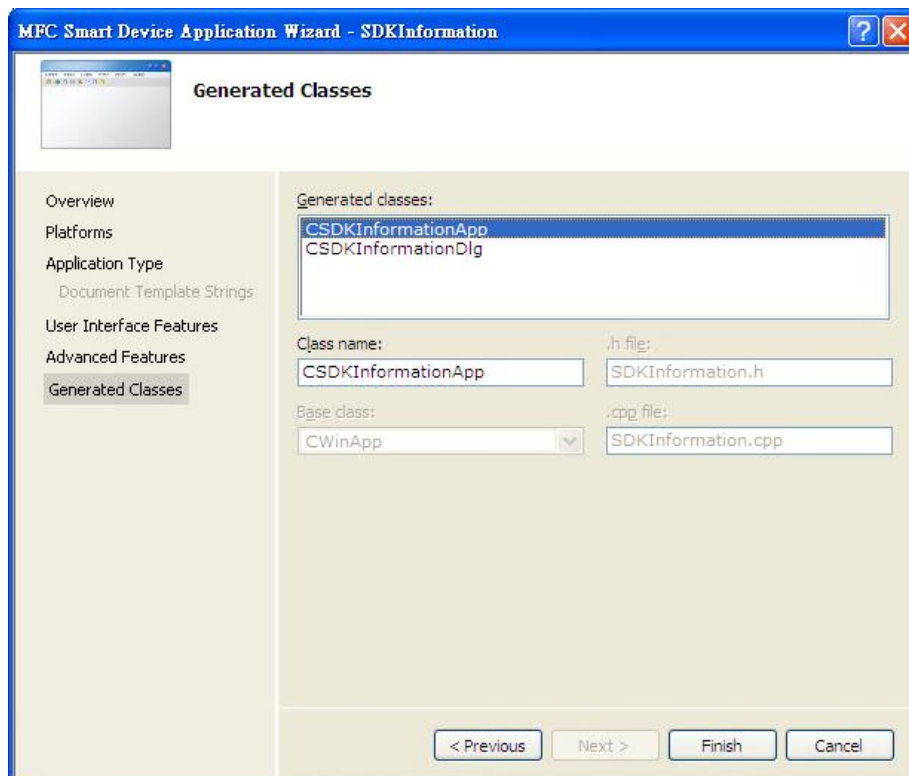 MFC Smart Device Application Wizard - SDKInformation
?
Generated Classes
Overview
Platforms
Application Type
Document Template Strings
User Interface Features
Advanced Features
Generated Classes
Generated classes:
CSDKInformationApp
CSDKInformationDlg
Class name:
.h file:
CSDKInformationApp
SDKInformation.h
Base class:
.cpp file:
CWinApp
SDKInformation.cpp
< Previous
Next >
Finish
Cancel